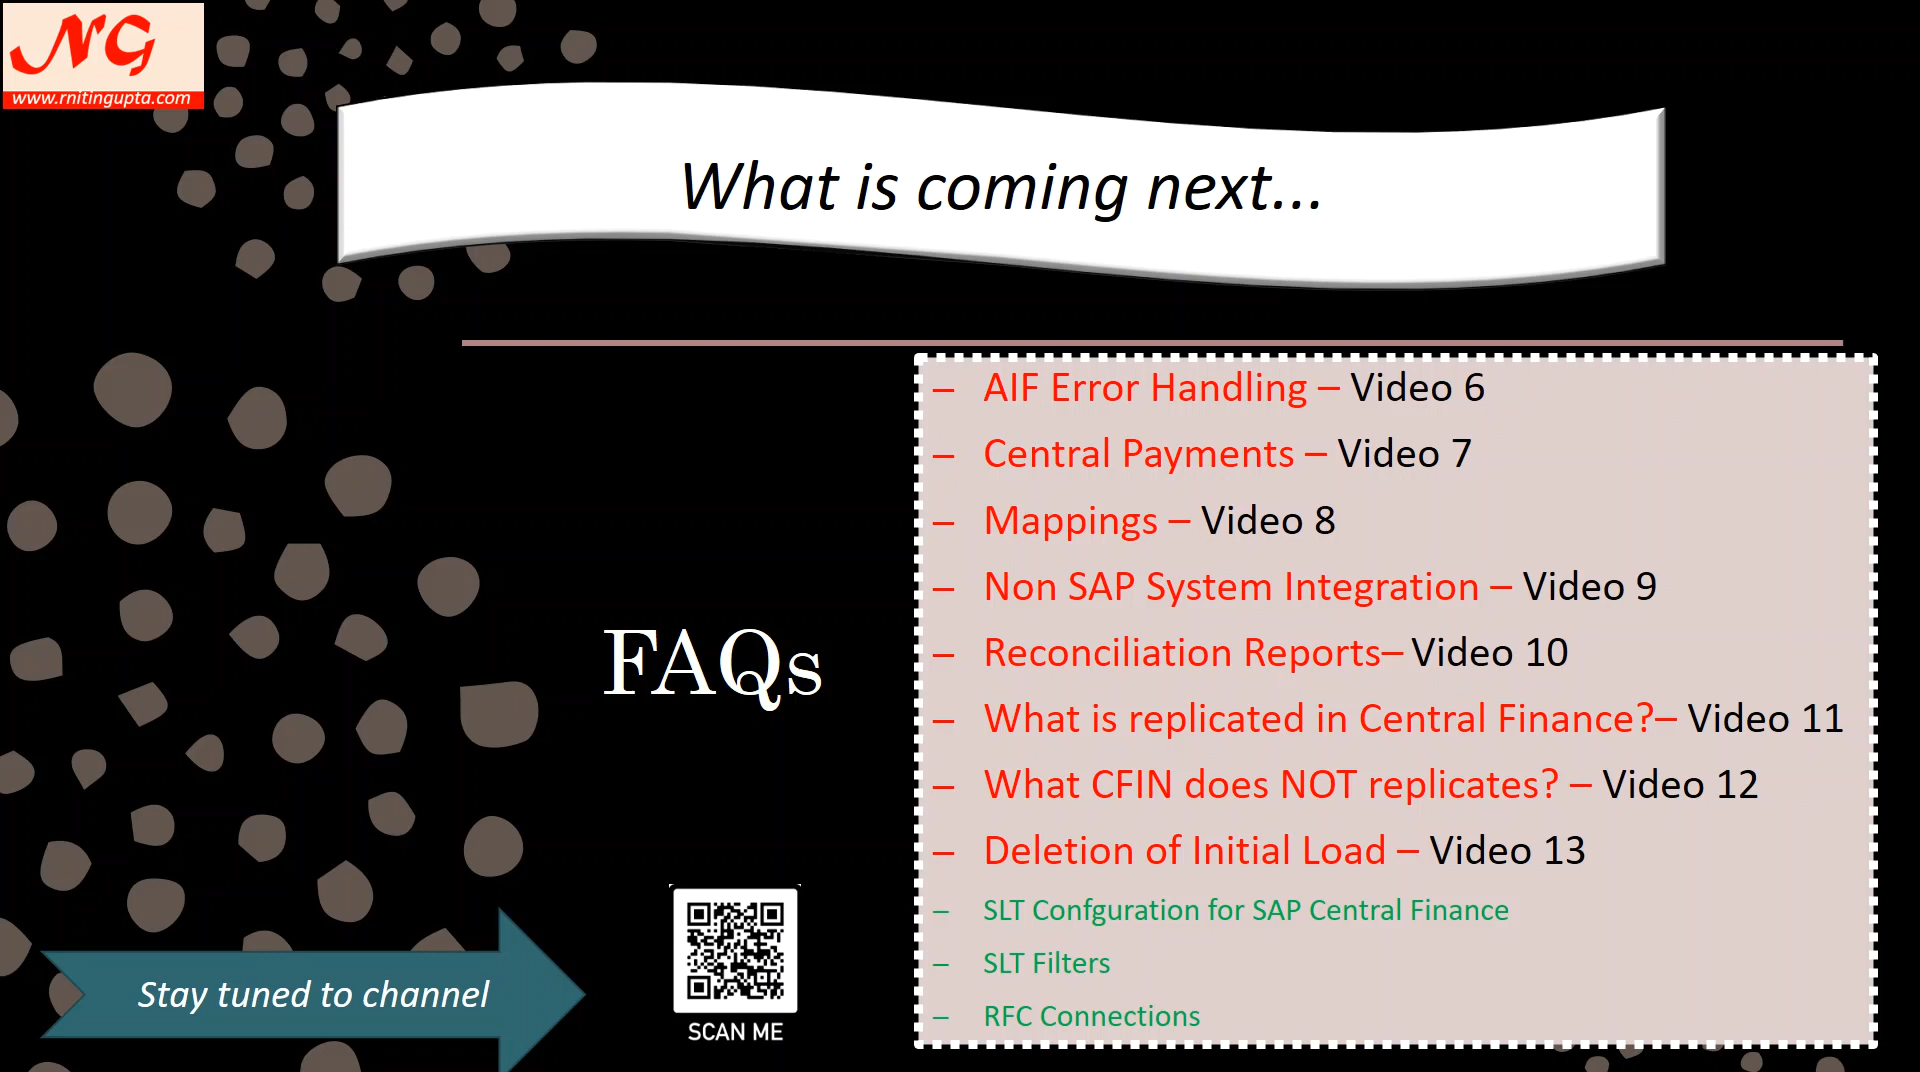 NG
www.rnitingupta.com
What is coming next...
– AIF Error Handling – Video 6
– Central Payments – Video 7
– Mappings – Video 8
– Non SAP System Integration – Video 9
– Reconciliation Reports– Video 10
– What is replicated in Central Finance?– Video 11
– What CFIN does NOT replicates? – Video 12
– Deletion of Initial Load – Video 13
– SLT Confguration for SAP Central Finance
– SLT Filters
– RFC Connections
FAQs
SCAN ME
Stay tuned to channel